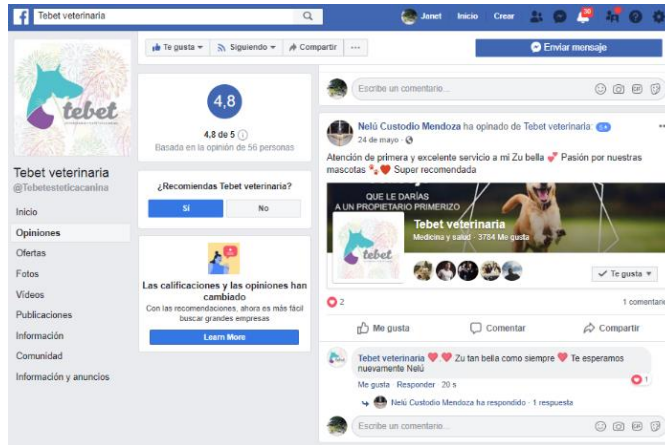 Tebet veterinaria
Janet
Inicio
Crear
tebet
Tebet veterinaria
@Tebetesteticacanina
Inicio
Opiniones
Ofertas
Fotos
Videos
Publicaciones
Información
Comunidad
Información y anuncios
Te gusta
Siguiendo
Compartir
Enviar mensaje
4,8
4,8 de 5
Basada en la opinión de 56 personas
¿Recomiendas Tebet veterinaria?
Sí
No
Las calificaciones y las opiniones han
cambiado
Con las recomendaciones, ahora es más fácil
buscar grandes empresas
Learn More
Escribe un comentario...
Nelú Custodio Mendoza ha opinado de Tebet veterinaria:
24 de mayo
Atención de primera y excelente servicio a mi Zu bella 💕 Pasión por nuestras
mascotas 🐾❤ Super recomendada
QUE LE DARÍAS
A UN PROPIETARIO PRIMERIZO
tebet
Tebet veterinaria
Medicina y salud · 3784 Me gusta
Te gusta
2
1 comentario
Me gusta
Comentar
Compartir
Tebet veterinaria ❤ ❤ Zu tan bella como siempre ❤ Te esperamos
nuevamente Nelú
1
Me gusta · Responder · 20 s
Nelú Custodio Mendoza ha respondido · 1 respuesta
Escribe un comentario...